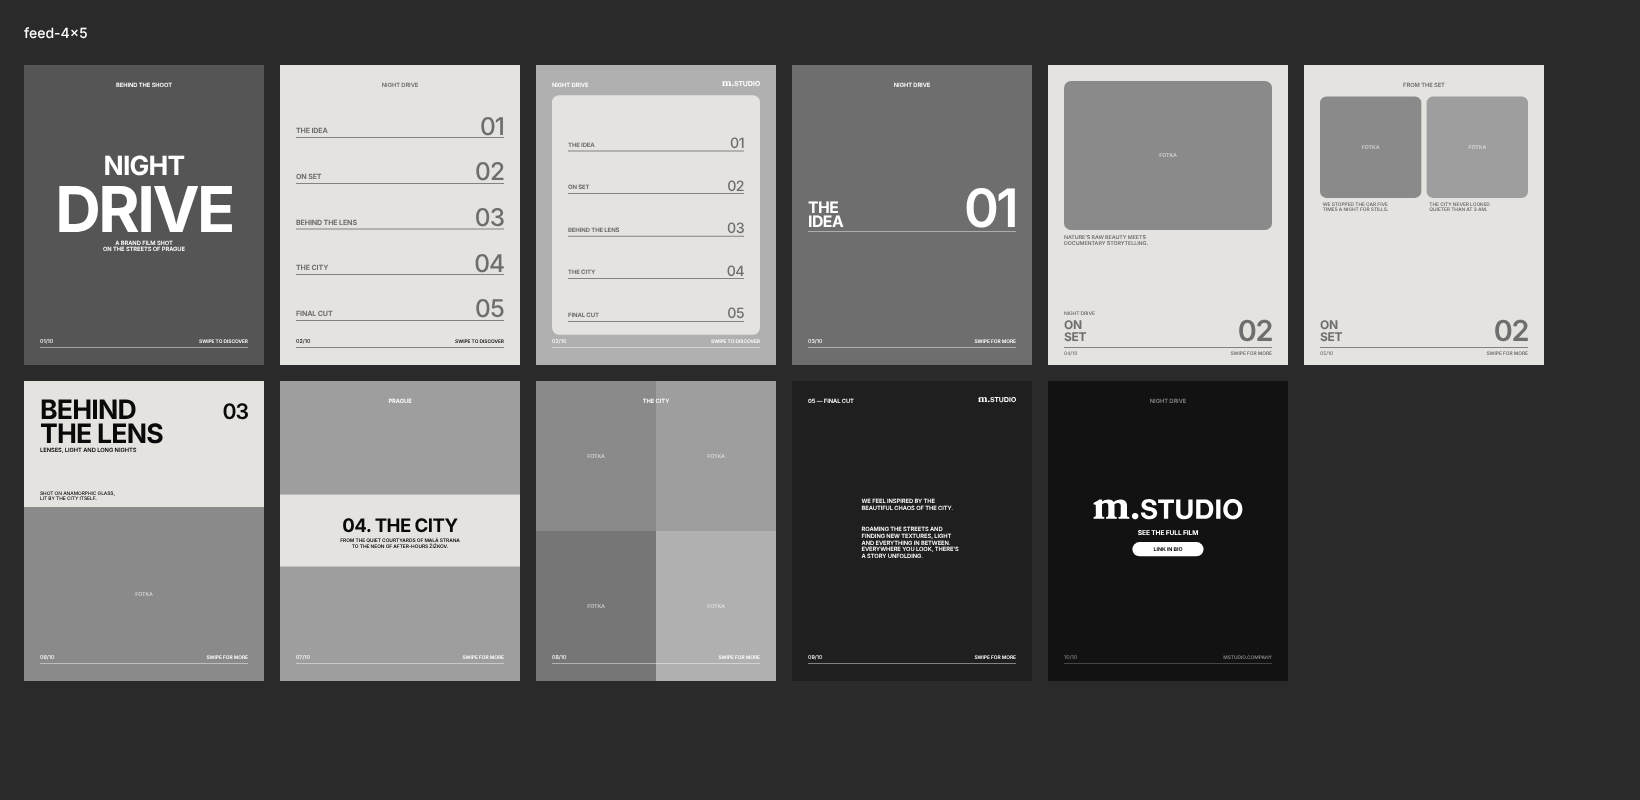 feed-4×5
BEHIND THE SHOOT
NIGHT
DRIVE
A BRAND FILM SHOT
ON THE STREETS OF PRAGUE
01/10
SWIPE TO DISCOVER
NIGHT DRIVE
THE IDEA
01
ON SET
02
BEHIND THE LENS
03
THE CITY
04
FINAL CUT
05
02/10
SWIPE TO DISCOVER
NIGHT DRIVE
m.STUDIO
THE IDEA
01
ON SET
02
BEHIND THE LENS
03
THE CITY
04
FINAL CUT
05
02/10
SWIPE TO DISCOVER
NIGHT DRIVE
THE
IDEA
01
03/10
SWIPE FOR MORE
FOTKA
NATURE'S RAW BEAUTY MEETS
DOCUMENTARY STORYTELLING.
NIGHT DRIVE
ON
SET
02
04/10
SWIPE FOR MORE
FROM THE SET
FOTKA
FOTKA
WE STOPPED THE CAR FIVE
TIMES A NIGHT FOR STILLS.
THE CITY NEVER LOOKED
QUIETER THAN AT 2 AM.
ON
SET
02
05/10
SWIPE FOR MORE
BEHIND
THE LENS
03
LENSES, LIGHT AND LONG NIGHTS
SHOT ON ANAMORPHIC GLASS,
LIT BY THE CITY ITSELF.
FOTKA
06/10
SWIPE FOR MORE
PRAGUE
04. THE CITY
FROM THE QUIET COURTYARDS OF MALÁ STRANA
TO THE NEON OF AFTER-HOURS ŽIŽKOV.
07/10
SWIPE FOR MORE
THE CITY
FOTKA
FOTKA
FOTKA
FOTKA
08/10
SWIPE FOR MORE
05 — FINAL CUT
m.STUDIO
WE FEEL INSPIRED BY THE
BEAUTIFUL CHAOS OF THE CITY.
ROAMING THE STREETS AND
FINDING NEW TEXTURES, LIGHT
AND EVERYTHING IN BETWEEN.
EVERYWHERE YOU LOOK, THERE'S
A STORY UNFOLDING.
09/10
SWIPE FOR MORE
NIGHT DRIVE
m.STUDIO
SEE THE FULL FILM
LINK IN BIO
10/10
MSTUDIO.COMPANY